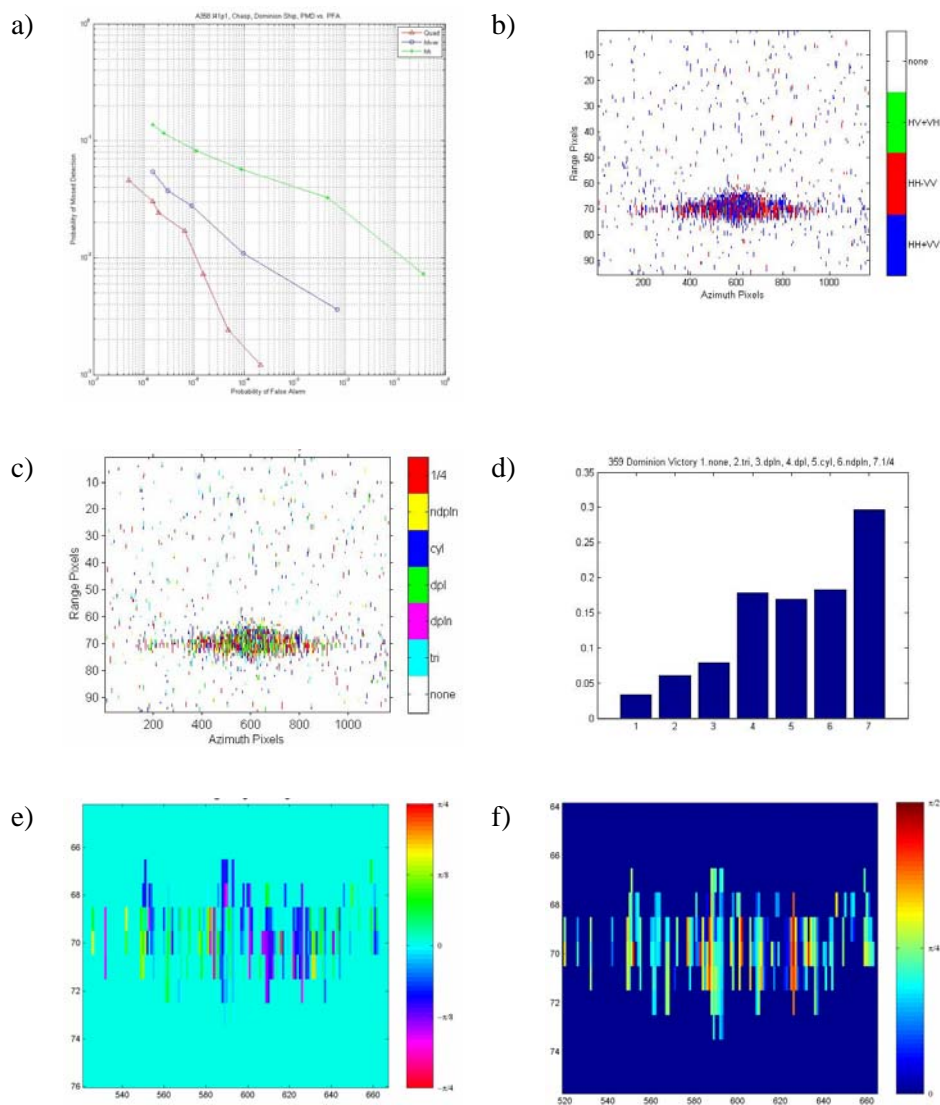 a)
A358 l41p1, Chasp, Dominion Ship, PMD vs. PFA
Quad
Probability of Missed Detection
Probability of False Alarm
b)
10
20
30
40
50
60
70
80
90
Range Pixels
200 400 600 800 1000
Azimuth Pixels
none
HV+VH
HH-VV
HH+VV
c)
10
20
30
40
50
60
70
80
90
Range Pixels
200 400 600 800 1000
Azimuth Pixels
1/4
ndpln
cyl
dpl
dpln
tri
none
d)
359 Dominion Victory 1.none, 2.tri, 3.dpln, 4.dpl, 5.cyl, 6.ndpln, 7.1/4
0.35
0.3
0.25
0.2
0.15
0.1
0.05
0
1 2 3 4 5 6 7
e)
66
68
70
72
74
76
540 560 580 600 620 640 660
π/4
π/8
0
−π/8
−π/4
f)
64
66
68
70
72
74
520 540 560 580 600 620 640 660
π/2
π/4
0